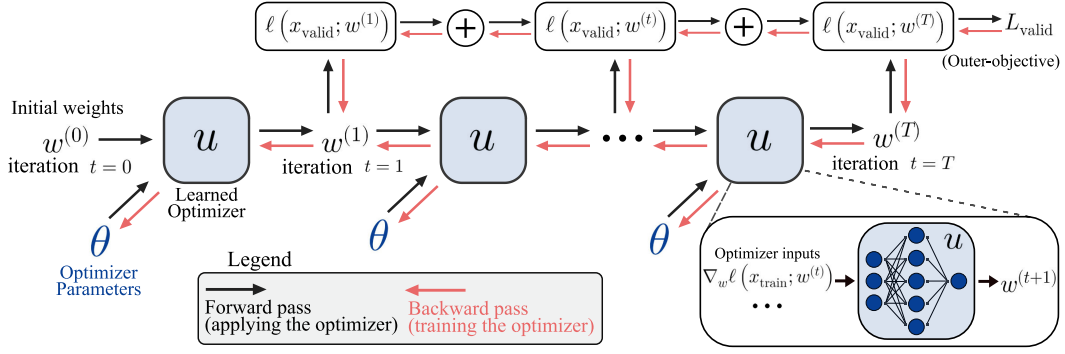 ℓ(x_valid; w^(1))
+
ℓ(x_valid; w^(t))
+
ℓ(x_valid; w^(T))
L_valid
(Outer-objective)
Initial weights
w^(0)
iteration t = 0
u
Learned
Optimizer
w^(1)
iteration t = 1
u
•••
u
w^(T)
iteration t = T
θ
Optimizer
Parameters
θ
θ
Legend
Forward pass
(applying the optimizer)
Backward pass
(training the optimizer)
Optimizer inputs
∇_w ℓ(x_train; w^(t))
•••
u
w^(t+1)